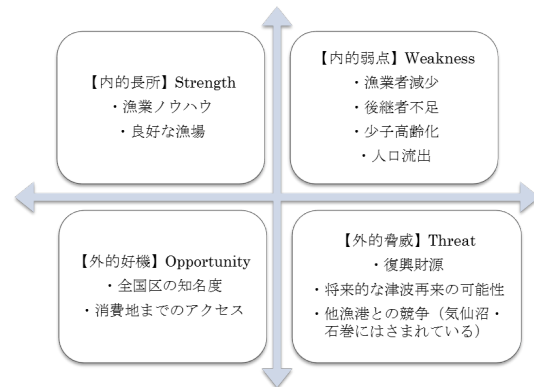 【内的長所】Strength
・漁業ノウハウ
・良好な漁場
【内的弱点】Weakness
・漁業者減少
・後継者不足
・少子高齢化
・人口流出
【外的好機】Opportunity
・全国区の知名度
・消費地までのアクセス
【外的脅威】Threat
・復興財源
・将来的な津波再来の可能性
・他漁港との競争（気仙沼・
石巻にはさまれている）